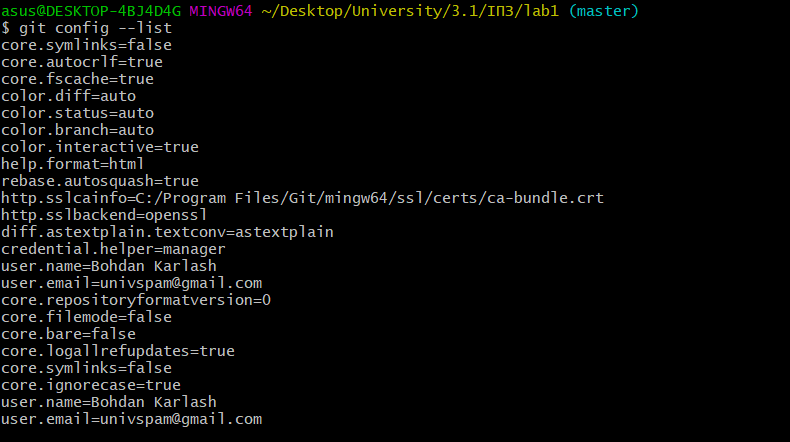 asus@DESKTOP-4BJ4D4G MINGW64 ~/Desktop/University/3.1/ІПЗ/lab1 (master)
$ git config --list
core.symlinks=false
core.autocrlf=true
core.fscache=true
color.diff=auto
color.status=auto
color.branch=auto
color.interactive=true
help.format=html
rebase.autosquash=true
http.sslcainfo=C:/Program Files/Git/mingw64/ssl/certs/ca-bundle.crt
http.sslbackend=openssl
diff.astextplain.textconv=astextplain
credential.helper=manager
user.name=Bohdan Karlash
user.email=univspam@gmail.com
core.repositoryformatversion=0
core.filemode=false
core.bare=false
core.logallrefupdates=true
core.symlinks=false
core.ignorecase=true
user.name=Bohdan Karlash
user.email=univspam@gmail.com